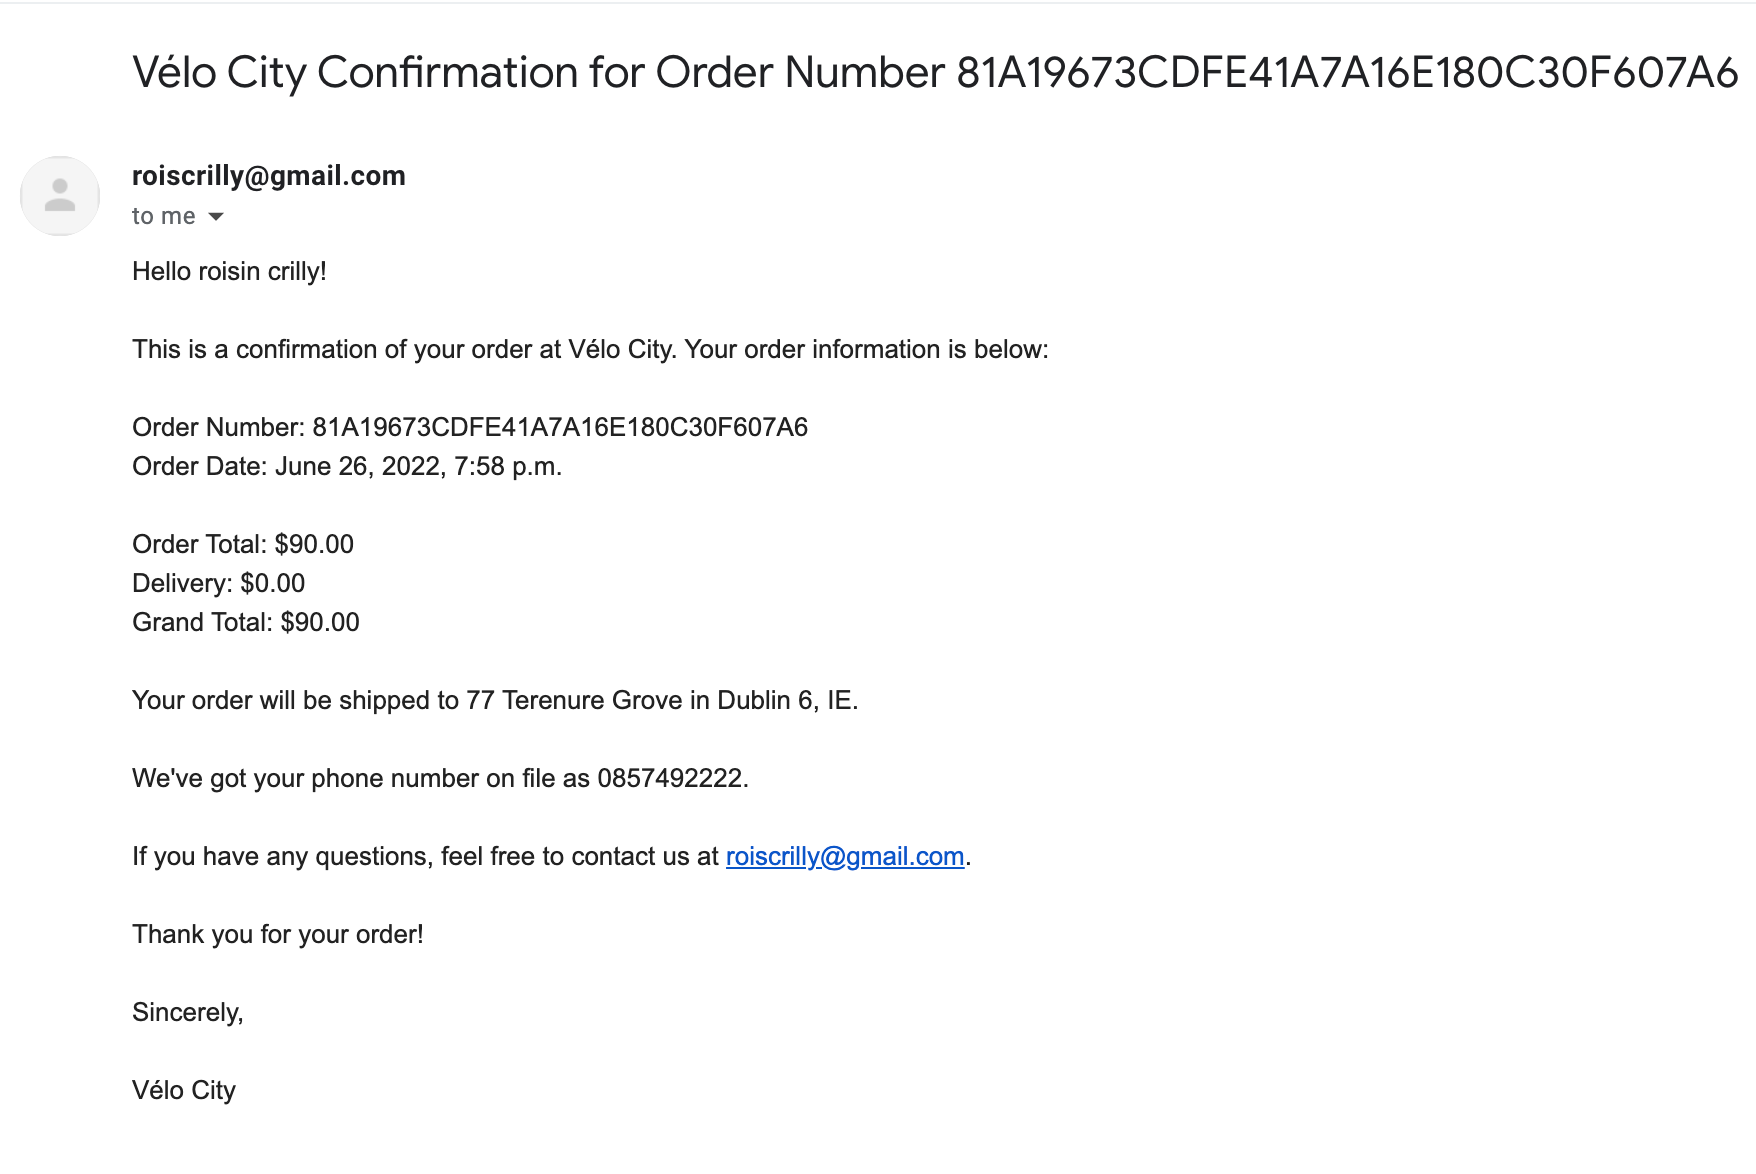 Vélo City Confirmation for Order Number 81A19673CDFE41A7A16E180C30F607A6
roiscrilly@gmail.com
to me
Hello roisin crilly!
This is a confirmation of your order at Vélo City. Your order information is below:
Order Number: 81A19673CDFE41A7A16E180C30F607A6
Order Date: June 26, 2022, 7:58 p.m.
Order Total: $90.00
Delivery: $0.00
Grand Total: $90.00
Your order will be shipped to 77 Terenure Grove in Dublin 6, IE.
We've got your phone number on file as 0857492222.
If you have any questions, feel free to contact us at roiscrilly@gmail.com.
Thank you for your order!
Sincerely,
Vélo City